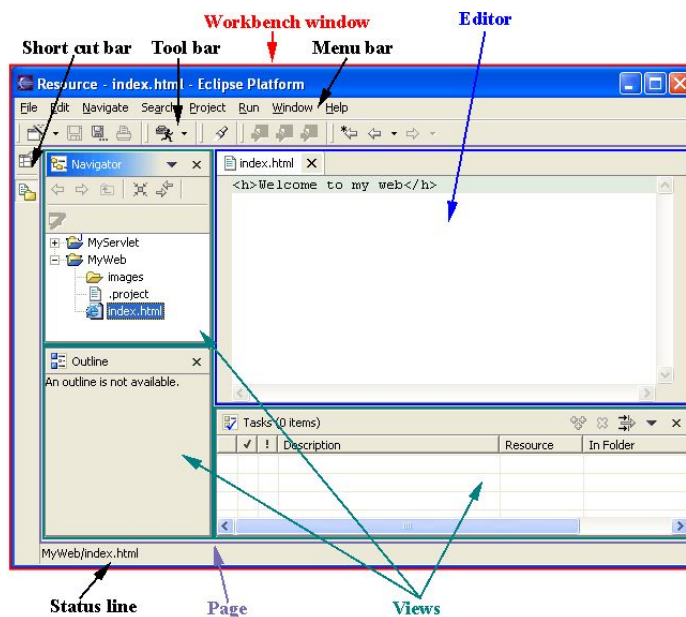 Workbench window
Editor
Short cut bar
Tool bar
Menu bar
Resource - index.html - Eclipse Platform
File Edit Navigate Search Project Run Window Help
Navigator
index.html
<h>Welcome to my web</h>
MyServlet
MyWeb
images
.project
index.html
Outline
An outline is not available.
Tasks (0 items)
! Description Resource In Folder
MyWeb/index.html
Status line
Page
Views